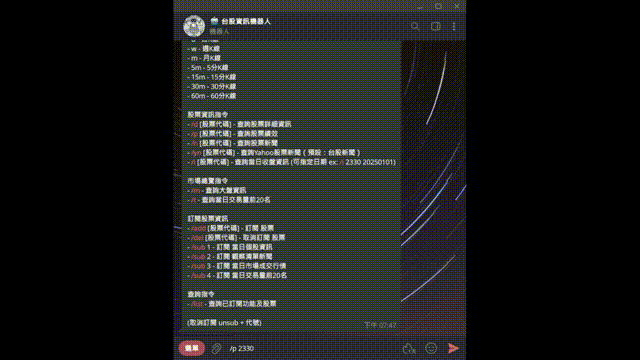 台股資訊機器人
機器人
- w - 週K線
- m - 月K線
- 5m - 5分K線
- 15m - 15分K線
- 30m - 30分K線
- 60m - 60分K線
股票資訊指令
- /d [股票代碼] - 查詢股票詳細資訊
- /p [股票代碼] - 查詢股票績效
- /n [股票代碼] - 查詢股票新聞
- /yn [股票代碼] - 查詢Yahoo股票新聞 ( 預設：台股新聞 )
- /i [股票代碼] - 查詢當日收盤資訊 (可指定日期 ex: /i 2330 20250101)
市場總覽指令
- /m - 查詢大盤資訊
- /t - 查詢當日交易量前20名
訂閱股票資訊
- /add [股票代碼] - 訂閱 股票
- /del [股票代碼] - 取消訂閱 股票
- /sub 1 - 訂閱 當日個股資訊
- /sub 2 - 訂閱 觀察清單新聞
- /sub 3 - 訂閱 當日市場成交行情
- /sub 4 - 訂閱 當日交易量前20名
查詢指令
- /list - 查詢已訂閱功能及股票
(取消訂閱 unsub + 代號)
下午 07:47
選單
/p 2330